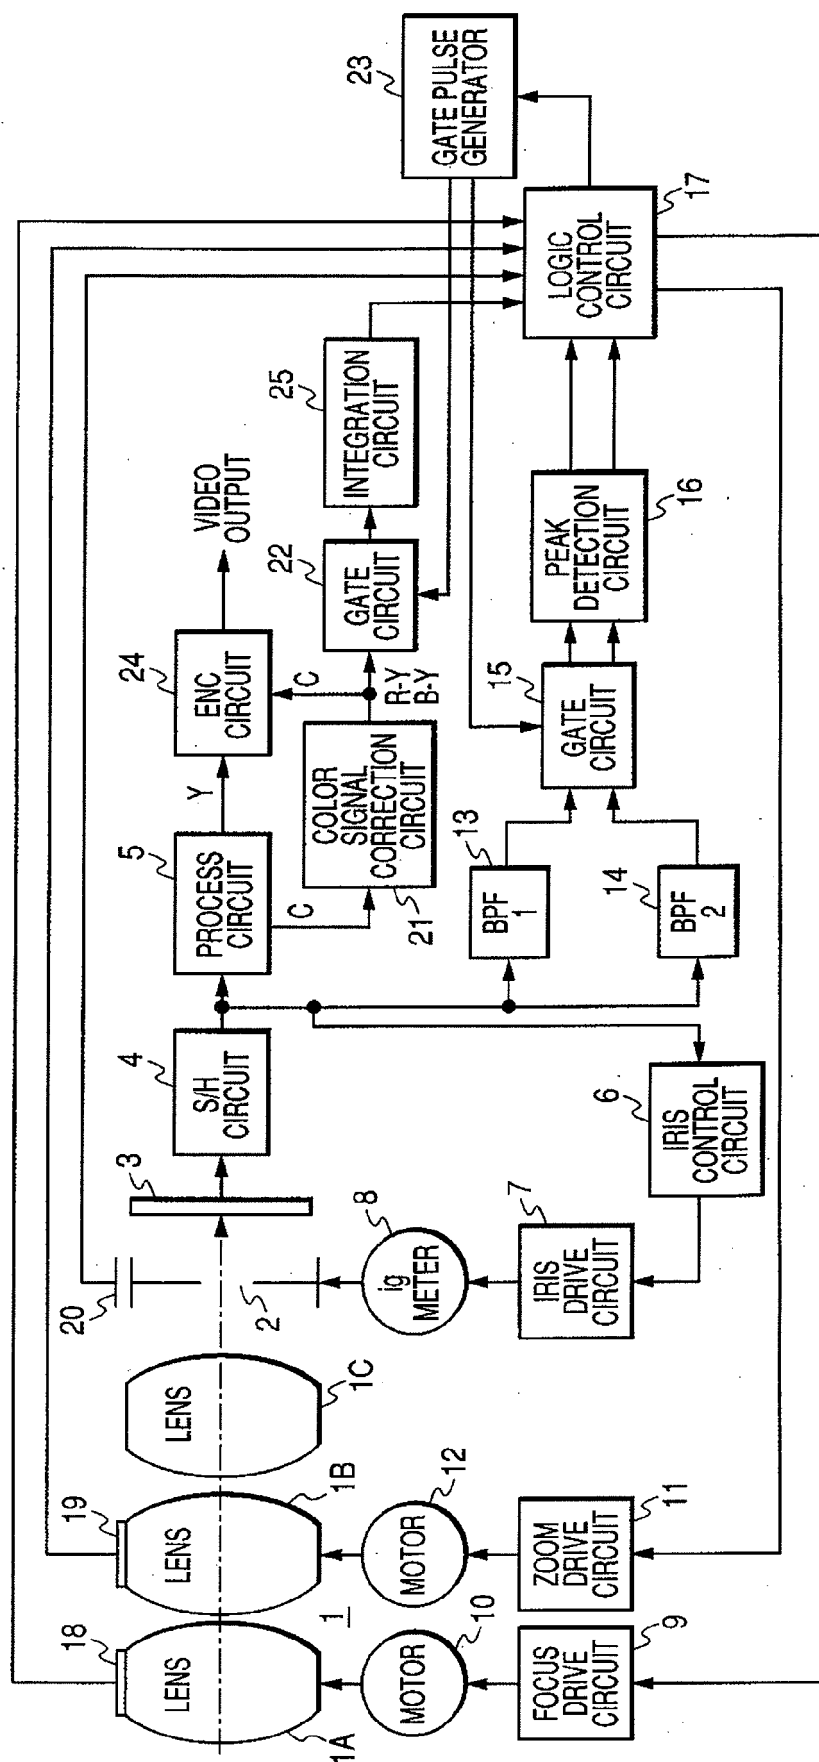 18
19
20
LENS
LENS
LENS
1A
1
1B
1C
2
3
4
S/H
CIRCUIT
5
PROCESS
CIRCUIT
Y
C
24
ENC
CIRCUIT
VIDEO
OUTPUT
C
COLOR
SIGNAL
CORRECTION
CIRCUIT
21
R-Y
B-Y
22
GATE
CIRCUIT
25
INTEGRATION
CIRCUIT
23
GATE PULSE
GENERATOR
MOTOR
10
MOTOR
12
ig
METER
8
FOCUS
DRIVE
CIRCUIT
9
ZOOM
DRIVE
CIRCUIT
11
IRIS
DRIVE
CIRCUIT
7
IRIS
CONTROL
CIRCUIT
6
BPF
1
13
BPF
2
14
GATE
CIRCUIT
15
PEAK
DETECTION
CIRCUIT
16
LOGIC
CONTROL
CIRCUIT
17